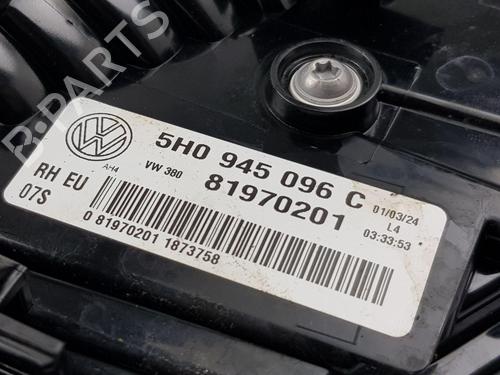 R-PARTS
VW
5H0 945 096 C
AH4 VW 380 81970201
RH EU
07S
01/03/24
L4
03:33:53
0 81970201 1873758